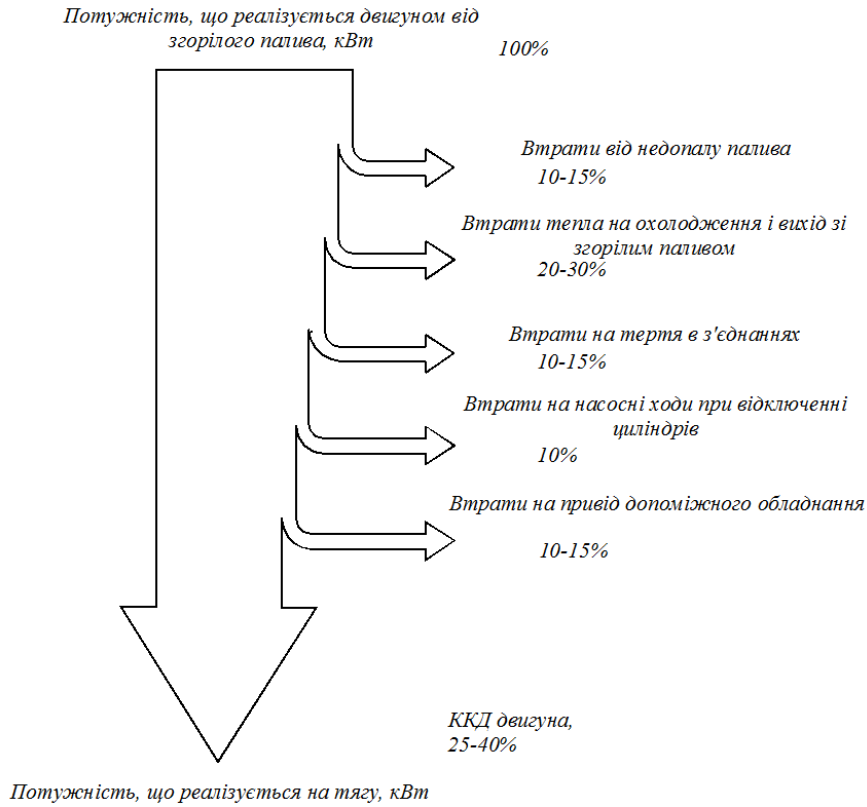 Потужність, що реалізується двигуном від
згорілого палива, кВт
100%
Втрати від недопалу палива
10-15%
Втрати тепла на охолодження і вихід зі
згорілим паливом
20-30%
Втрати на тертя в з'єднаннях
10-15%
Втрати на насосні ходи при відключенні
циліндрів
10%
Втрати на привід допоміжного обладнання
10-15%
ККД двигуна,
25-40%
Потужність, що реалізується на тягу, кВт